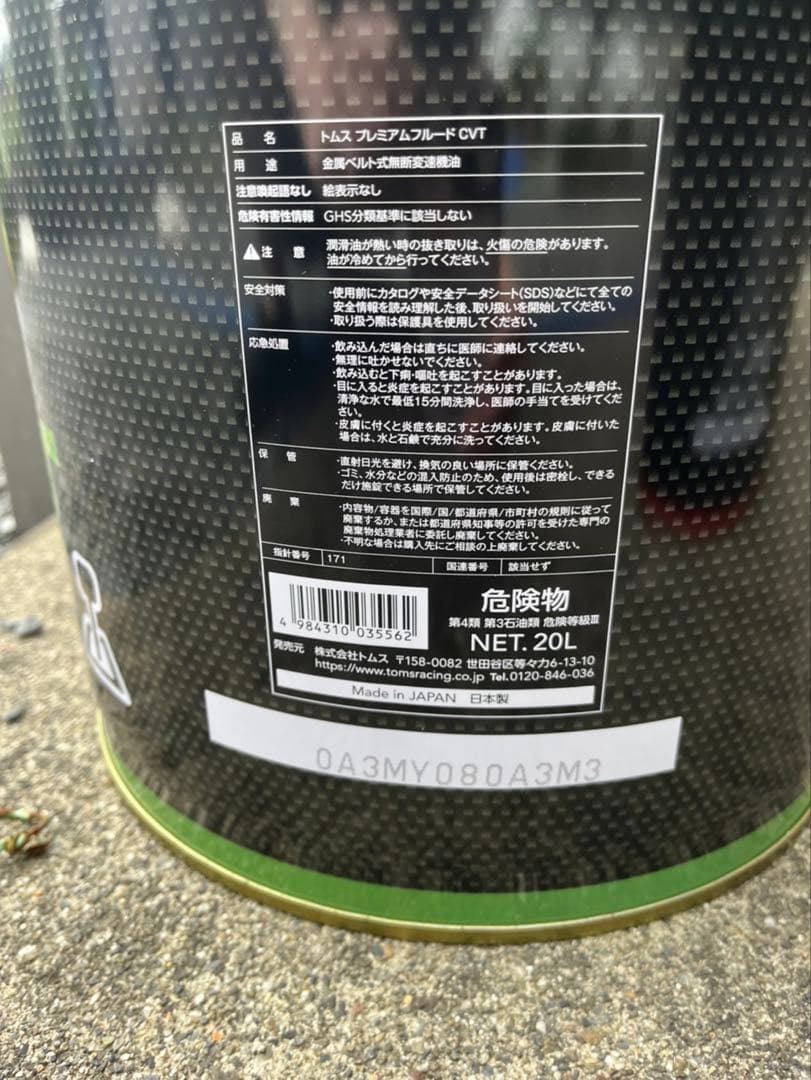 品名 トムス プレミアムフルード CVT
用途 金属ベルト式無断変速機油
注意喚起語なし 絵表示なし
危険有害性情報 GHS分類基準に該当しない
注意 潤滑油が熱い時の抜き取りは、火傷の危険があります。
油が冷めてから行ってください。
安全対策 ・使用前にカタログや安全データシート(SDS)などにて全ての
安全情報を読み理解した後、取り扱いを開始してください。
・取り扱う際は保護具を使用してください。
応急処置 ・飲み込んだ場合は直ちに医師に連絡してください。
・無理に吐かせないでください。
・飲み込むと下痢・嘔吐を起こすことがあります。
・目に入ると炎症を起こすことがあります。目に入った場合は、
清浄な水で最低15分間洗浄し、医師の手当てを受けてくだ
さい。
・皮膚に付くと炎症を起こすことがあります。皮膚に付いた
場合は、水と石鹸で充分に洗ってください。
保管 ・直射日光を避け、換気の良い場所に保管ください。
・ゴミ、水分などの混入防止のため、使用後は密栓し、できる
だけ施錠できる場所で保管してください。
廃棄 ・内容物/容器を国際/国/都道府県/市町村の規則に従って
廃棄するか、または都道府県知事等の許可を受けた専門の
廃棄物処理業者に委託し廃棄してください。
・不明な場合は購入先にご相談の上廃棄してください。
指針番号 171 国連番号 該当せず
危険物
第4類 第3石油類 危険等級Ⅲ
NET. 20L
4 984310 035562
発売元 株式会社トムス 〒158-0082 世田谷区等々力6-13-10
https://www.tomsracing.co.jp Tel.0120-846-036
Made in JAPAN 日本製
0A3MY080A3M3